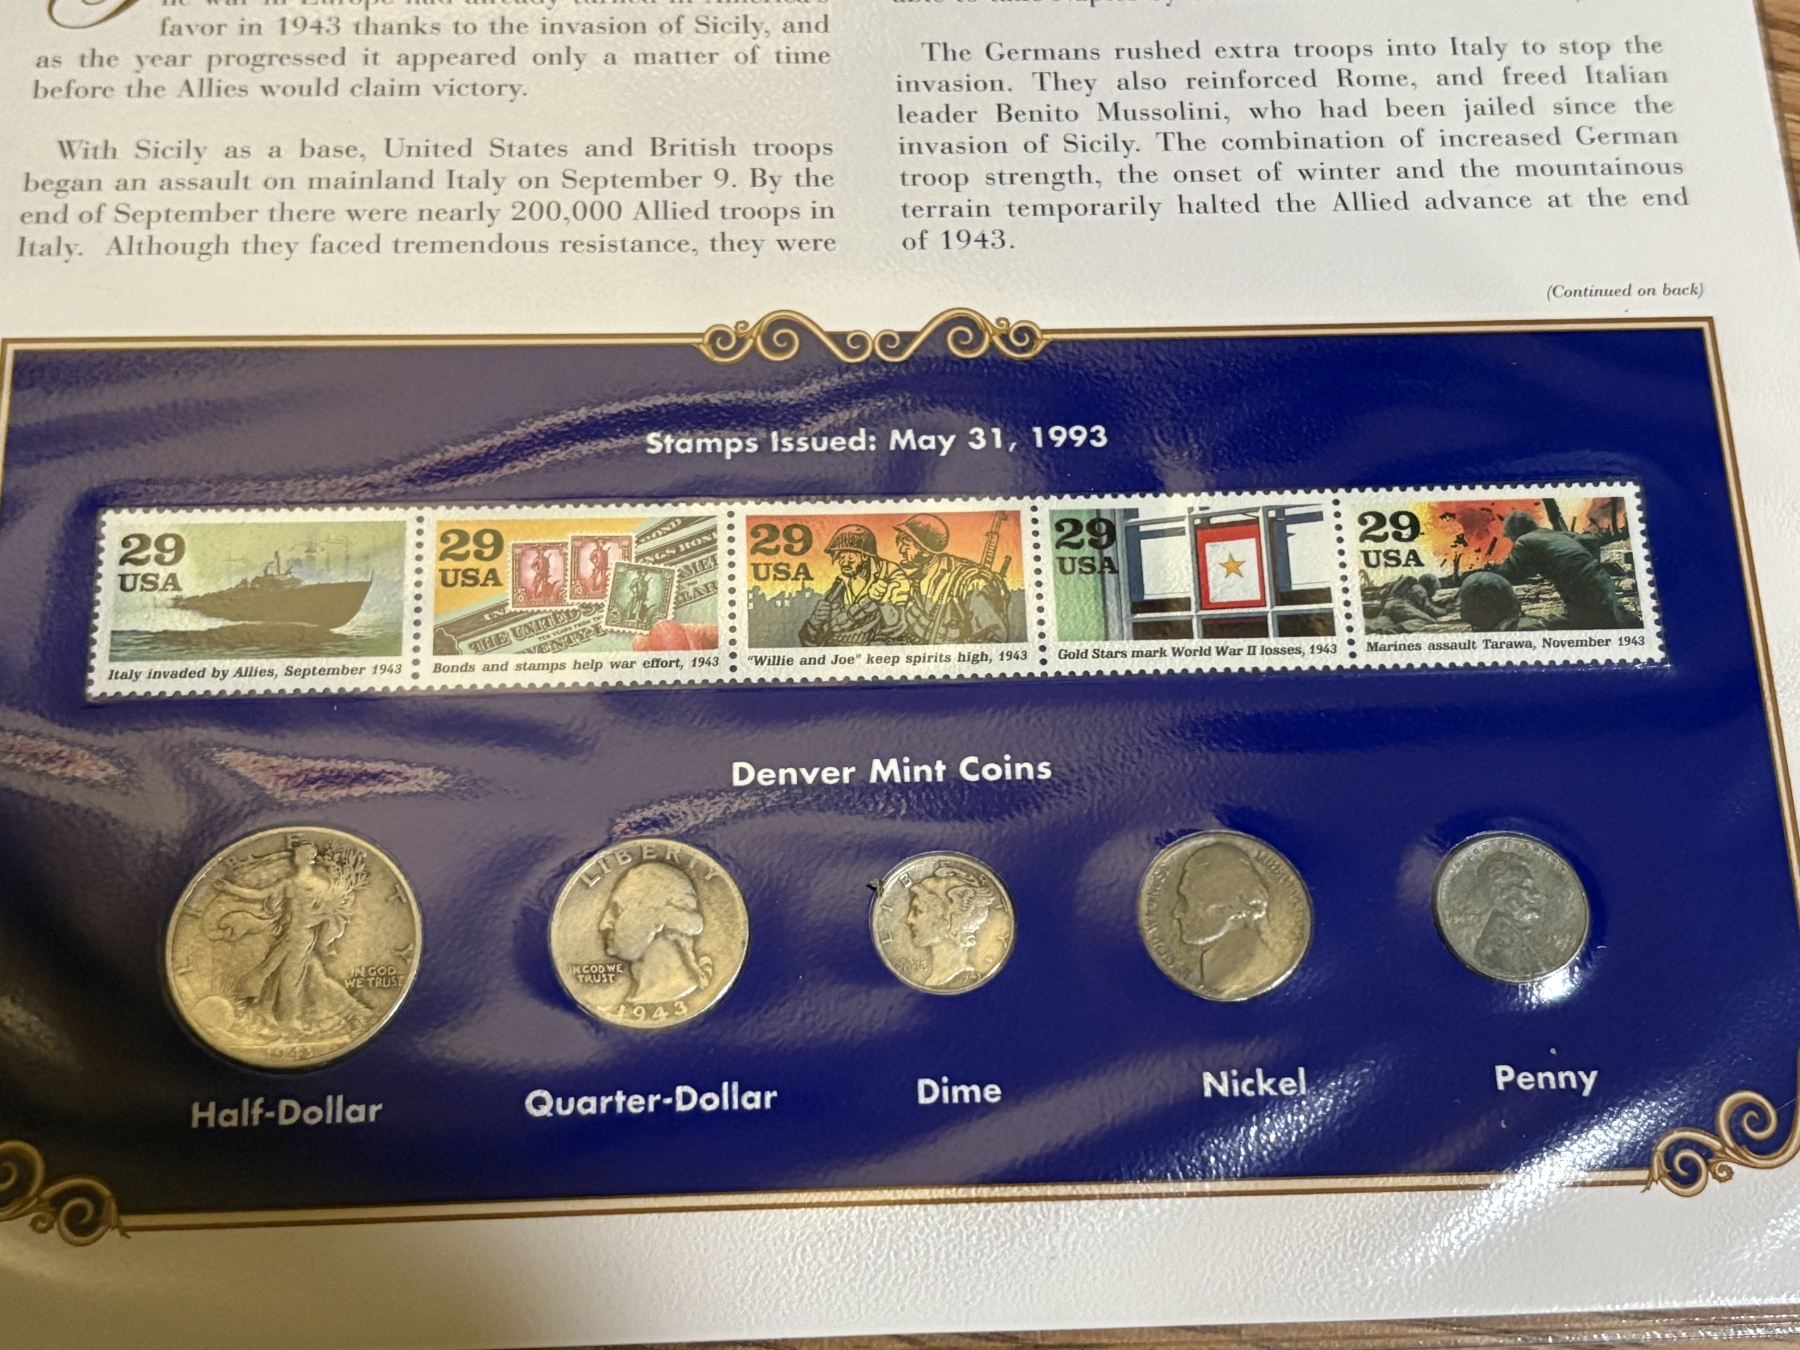 favor in 1943 thanks to the invasion of Sicily, and
as the year progressed it appeared only a matter of time
before the Allies would claim victory.
With Sicily as a base, United States and British troops
began an assault on mainland Italy on September 9. By the
end of September there were nearly 200,000 Allied troops in
Italy. Although they faced tremendous resistance, they were
The Germans rushed extra troops into Italy to stop the
invasion. They also reinforced Rome, and freed Italian
leader Benito Mussolini, who had been jailed since the
invasion of Sicily. The combination of increased German
troop strength, the onset of winter and the mountainous
terrain temporarily halted the Allied advance at the end
of 1943.
(Continued on back)
Stamps Issued: May 31, 1993
29
USA
Italy invaded by Allies, September 1943
29
USA
THE UNITED
Bonds and stamps help war effort, 1943
29
USA
"Willie and Joe" keep spirits high, 1943
29
USA
Gold Stars mark World War II losses, 1943
29
USA
Marines assault Tarawa, November 1943
Denver Mint Coins
IN GOD
WE TRUST
LIBERTY
IN GOD WE
TRUST
1943
Half-Dollar
Quarter-Dollar
Dime
Nickel
Penny